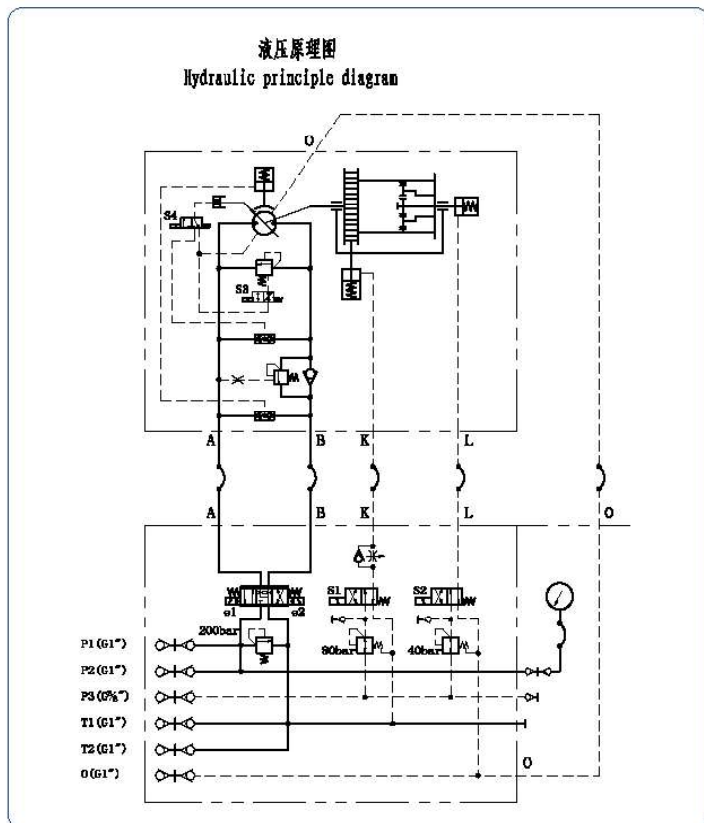 液压原理图
Hydraulic principle diagram
O
S4
S3
A B K L
A B K L O
S1 S2
e1 e2
200bar
80bar 40bar
P1(G1")
P2(G1")
P3(G⅜")
T1(G1")
T2(G1")
O(G1")
O